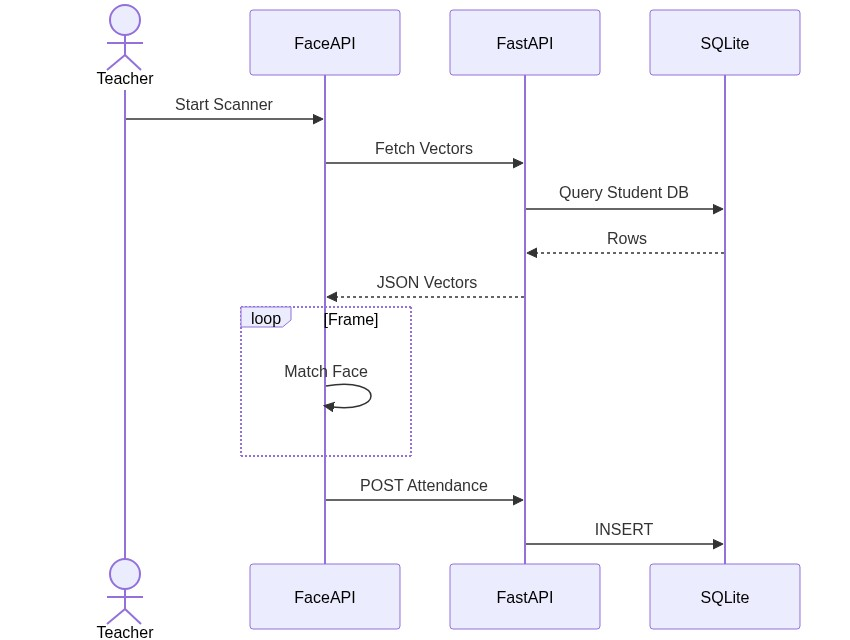 FaceAPI
FastAPI
SQLite
Teacher
Start Scanner
Fetch Vectors
Query Student DB
Rows
JSON Vectors
loop
[Frame]
Match Face
POST Attendance
INSERT
FaceAPI
FastAPI
SQLite
Teacher